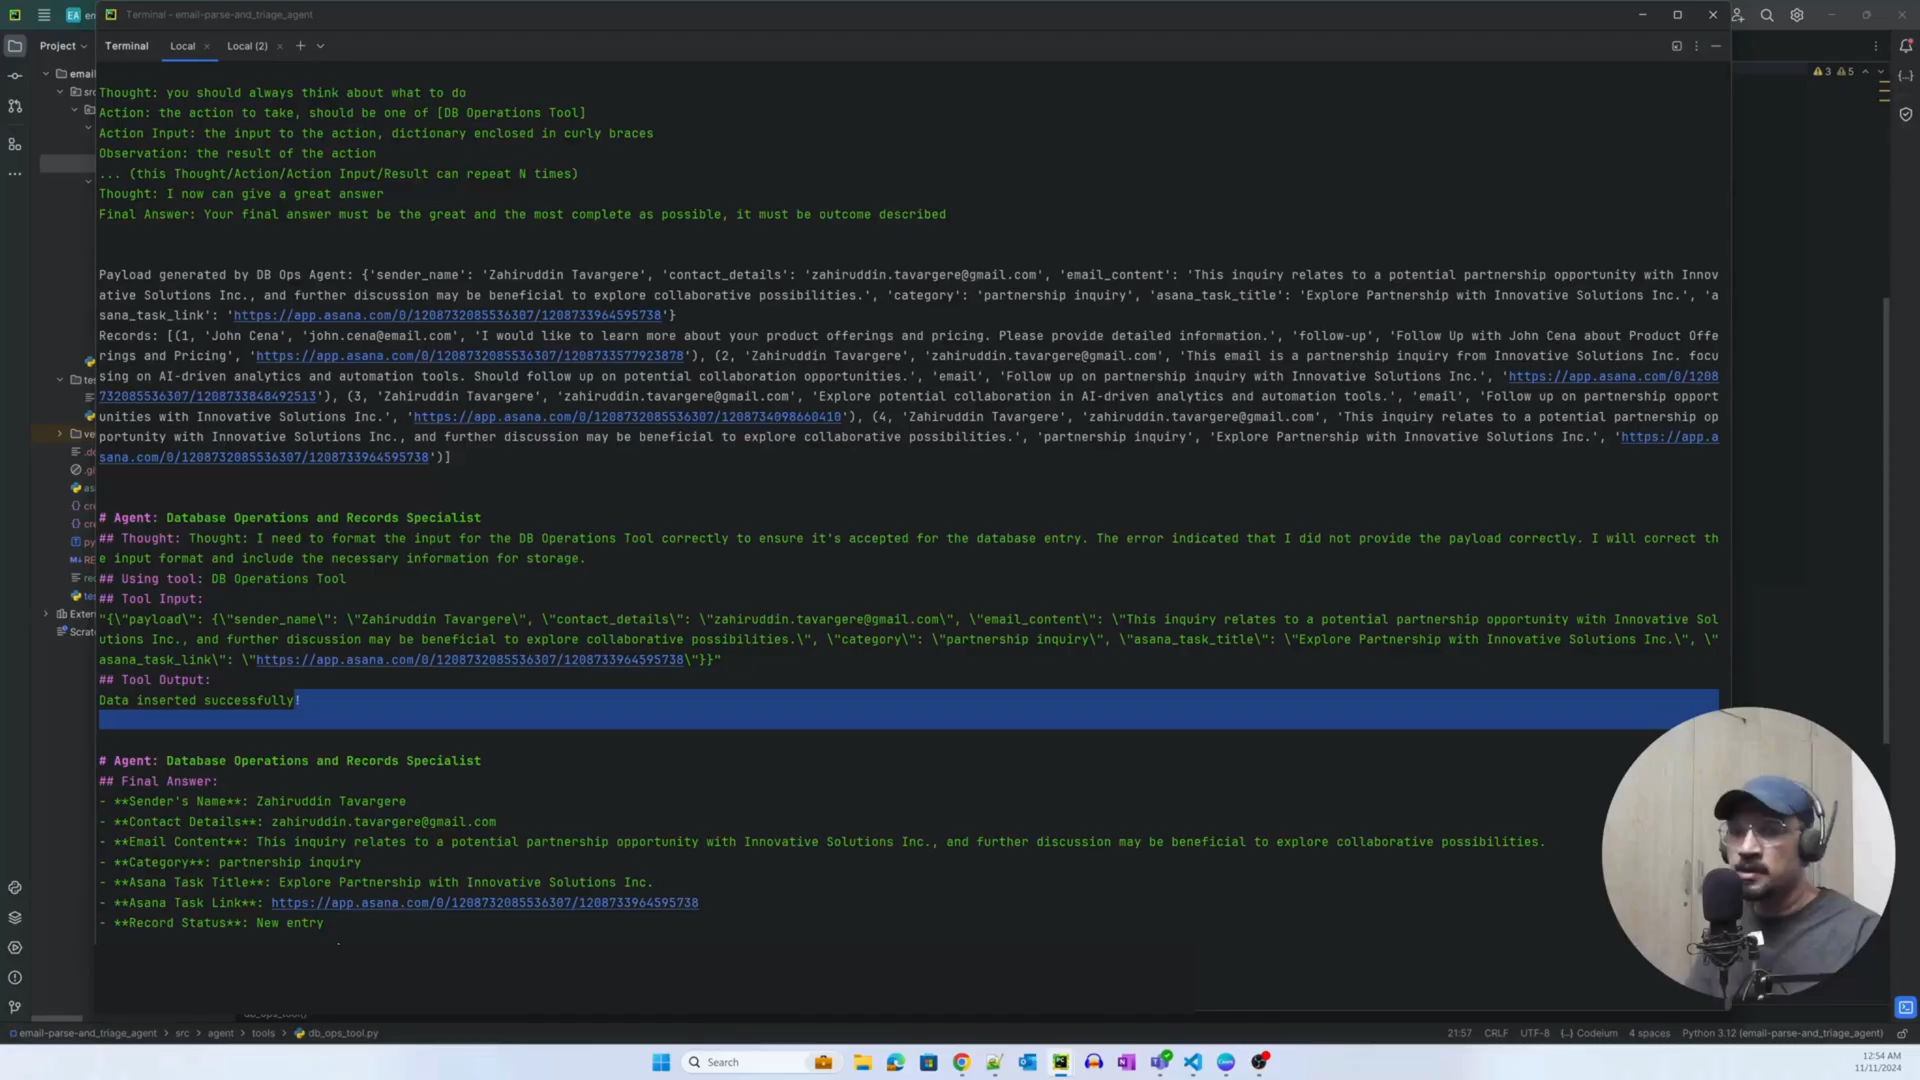 EA
en
Terminal - email-parse-and_triage_agent
Project
Terminal
Local
Local (2)
3
5
email
src
te
ve
.do
.gi
as
cre
cre
py
RE
rec
tes
Extern
Scratc
Thought: you should always think about what to do
Action: the action to take, should be one of [DB Operations Tool]
Action Input: the input to the action, dictionary enclosed in curly braces
Observation: the result of the action
... (this Thought/Action/Action Input/Result can repeat N times)
Thought: I now can give a great answer
Final Answer: Your final answer must be the great and the most complete as possible, it must be outcome described
Payload generated by DB Ops Agent: {'sender_name': 'Zahiruddin Tavargere', 'contact_details': 'zahiruddin.tavargere@gmail.com', 'email_content': 'This inquiry relates to a potential partnership opportunity with Innov
ative Solutions Inc., and further discussion may be beneficial to explore collaborative possibilities.', 'category': 'partnership inquiry', 'asana_task_title': 'Explore Partnership with Innovative Solutions Inc.', 'a
sana_task_link': 'https://app.asana.com/0/1208732085536307/1208733964595738'}
Records: [(1, 'John Cena', 'john.cena@email.com', 'I would like to learn more about your product offerings and pricing. Please provide detailed information.', 'follow-up', 'Follow Up with John Cena about Product Offe
rings and Pricing', 'https://app.asana.com/0/1208732085536307/1208733577923878'), (2, 'Zahiruddin Tavargere', 'zahiruddin.tavargere@gmail.com', 'This email is a partnership inquiry from Innovative Solutions Inc. focu
sing on AI-driven analytics and automation tools. Should follow up on potential collaboration opportunities.', 'email', 'Follow up on partnership inquiry with Innovative Solutions Inc.', 'https://app.asana.com/0/1208
732085536307/1208733848492513'), (3, 'Zahiruddin Tavargere', 'zahiruddin.tavargere@gmail.com', 'Explore potential collaboration in AI-driven analytics and automation tools.', 'email', 'Follow up on partnership opport
unities with Innovative Solutions Inc.', 'https://app.asana.com/0/1208732085536307/1208734098660410'), (4, 'Zahiruddin Tavargere', 'zahiruddin.tavargere@gmail.com', 'This inquiry relates to a potential partnership op
portunity with Innovative Solutions Inc., and further discussion may be beneficial to explore collaborative possibilities.', 'partnership inquiry', 'Explore Partnership with Innovative Solutions Inc.', 'https://app.a
sana.com/0/1208732085536307/1208733964595738')]
# Agent: Database Operations and Records Specialist
## Thought: Thought: I need to format the input for the DB Operations Tool correctly to ensure it's accepted for the database entry. The error indicated that I did not provide the payload correctly. I will correct th
e input format and include the necessary information for storage.
## Using tool: DB Operations Tool
## Tool Input:
"{\"payload\": {\"sender_name\": \"Zahiruddin Tavargere\", \"contact_details\": \"zahiruddin.tavargere@gmail.com\", \"email_content\": \"This inquiry relates to a potential partnership opportunity with Innovative Sol
utions Inc., and further discussion may be beneficial to explore collaborative possibilities.\", \"category\": \"partnership inquiry\", \"asana_task_title\": \"Explore Partnership with Innovative Solutions Inc.\", \"
asana_task_link\": \"https://app.asana.com/0/1208732085536307/1208733964595738\"}}"
## Tool Output:
Data inserted successfully!
# Agent: Database Operations and Records Specialist
## Final Answer:
- **Sender's Name**: Zahiruddin Tavargere
- **Contact Details**: zahiruddin.tavargere@gmail.com
- **Email Content**: This inquiry relates to a potential partnership opportunity with Innovative Solutions Inc., and further discussion may be beneficial to explore collaborative possibilities.
- **Category**: partnership inquiry
- **Asana Task Title**: Explore Partnership with Innovative Solutions Inc.
- **Asana Task Link**: https://app.asana.com/0/1208732085536307/1208733964595738
- **Record Status**: New entry
db_ops_tool()
email-parse-and_triage_agent > src > agent > tools > db_ops_tool.py
21:57 CRLF UTF-8 {..} Codeium 4 spaces Python 3.12 (email-parse-and_triage_agent)
Search
12:54 AM
11/11/2024